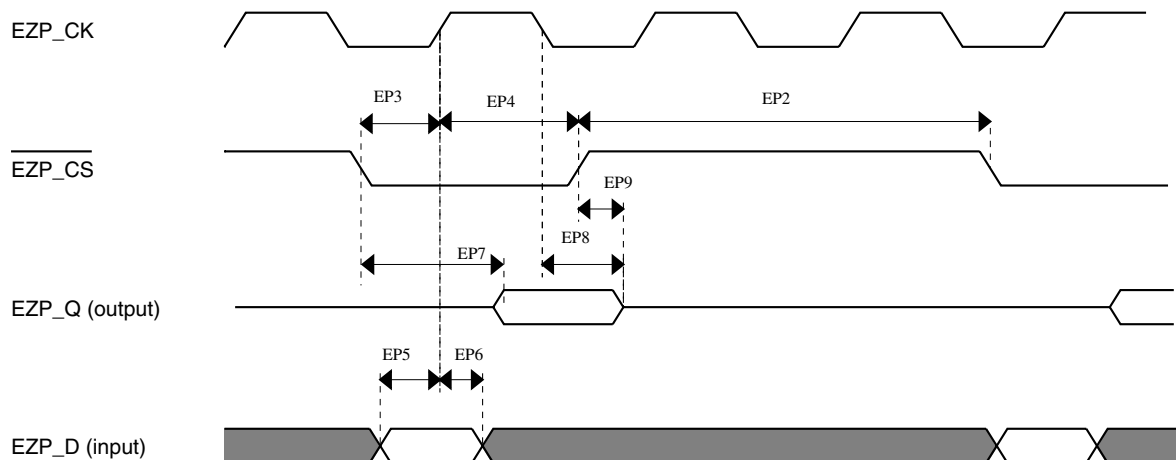 EZP_CK
EP3
EP4
EP2
EZP_CS
EP9
EP8
EP7
EZP_Q (output)
EP5
EP6
EZP_D (input)